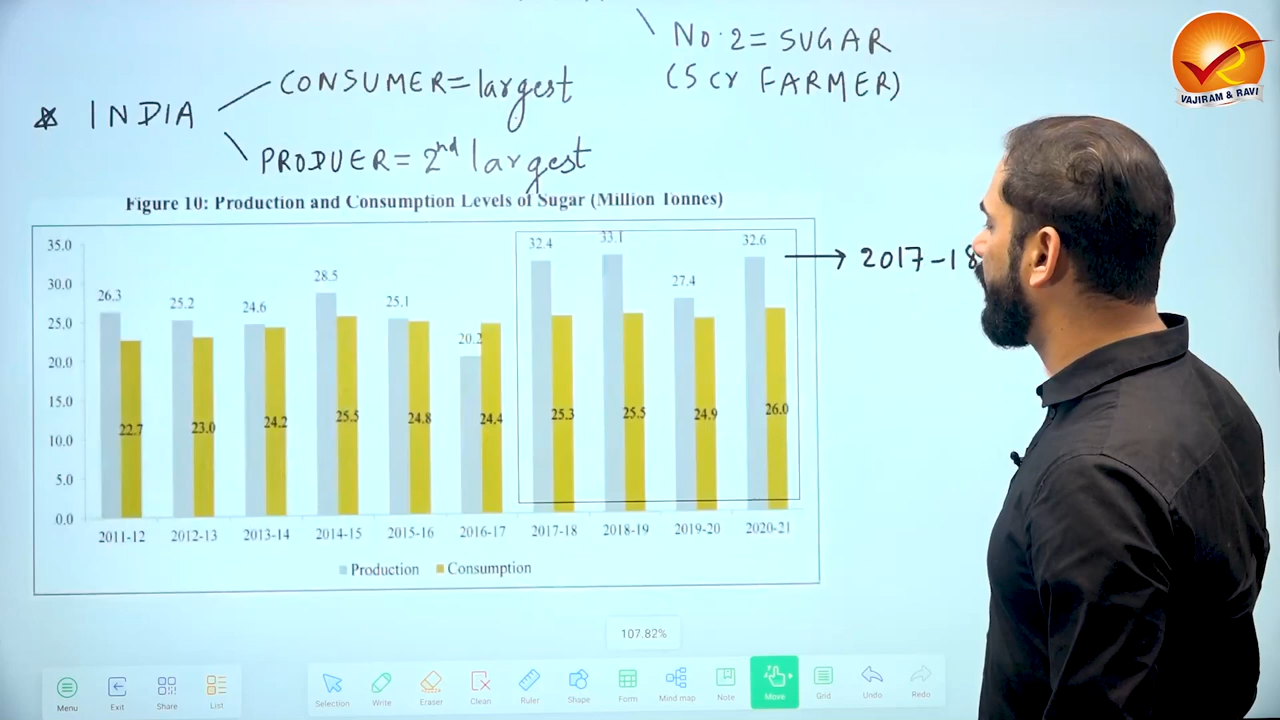 No. 2 = SUGAR
(5 cr FARMER)
* INDIA
CONSUMER = largest
PRODUER = 2nd largest
VAJIRAM & RAVI
Figure 10: Production and Consumption Levels of Sugar (Million Tonnes)
35.0
30.0
25.0
20.0
15.0
10.0
5.0
0.0
26.3 25.2 24.6 28.5 25.1 20.2 32.4 33.1 27.4 32.6
22.7 23.0 24.2 25.5 24.8 24.4 25.3 25.5 24.9 26.0
→ 2017-18
2011-12 2012-13 2013-14 2014-15 2015-16 2016-17 2017-18 2018-19 2019-20 2020-21
Production Consumption
107.82%
Menu Exit Share List Selection Write Eraser Clean Ruler Shape Form Mind map Note Move Grid Undo Redo